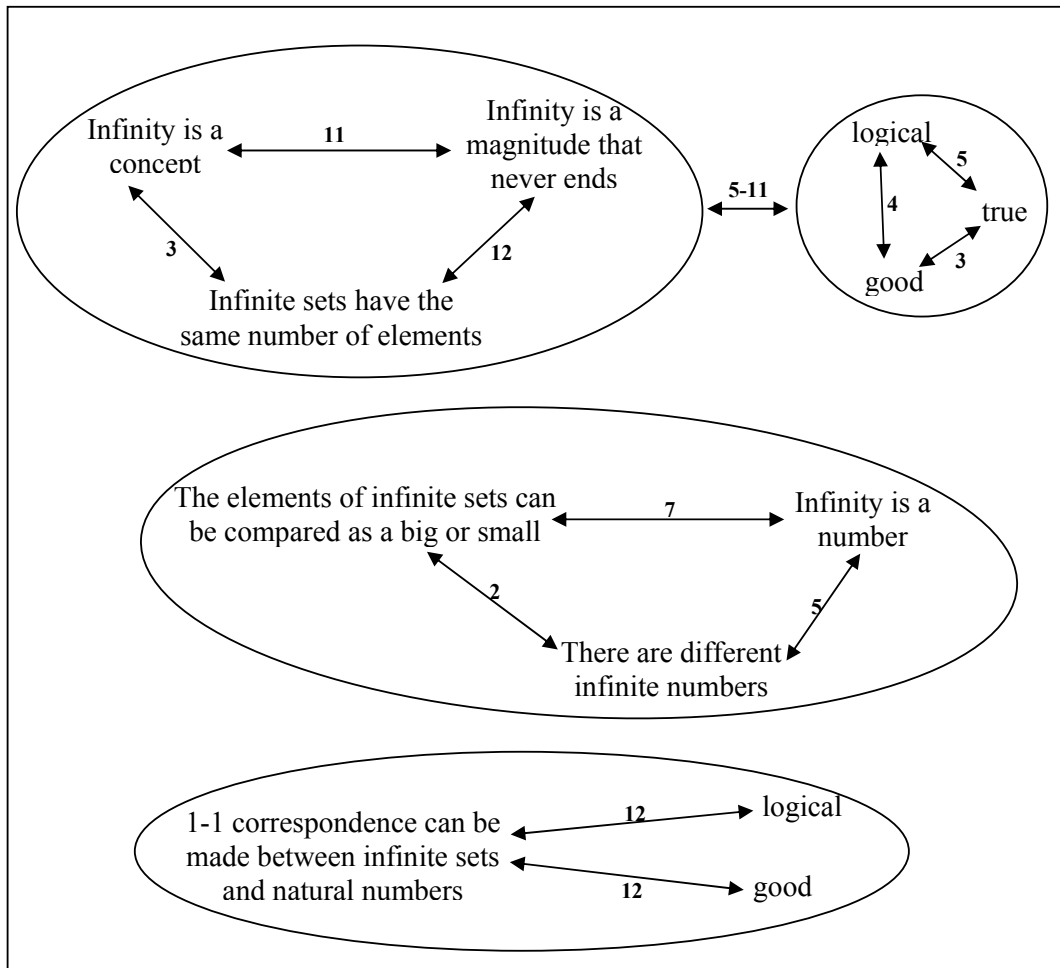 Infinity is a
concept
11
Infinity is a
magnitude that
never ends
3
12
Infinite sets have the
same number of elements
5-11
logical
5
4
true
3
good
The elements of infinite sets can
be compared as a big or small
7
Infinity is a
number
2
5
There are different
infinite numbers
1-1 correspondence can be
made between infinite sets
and natural numbers
12
logical
12
good